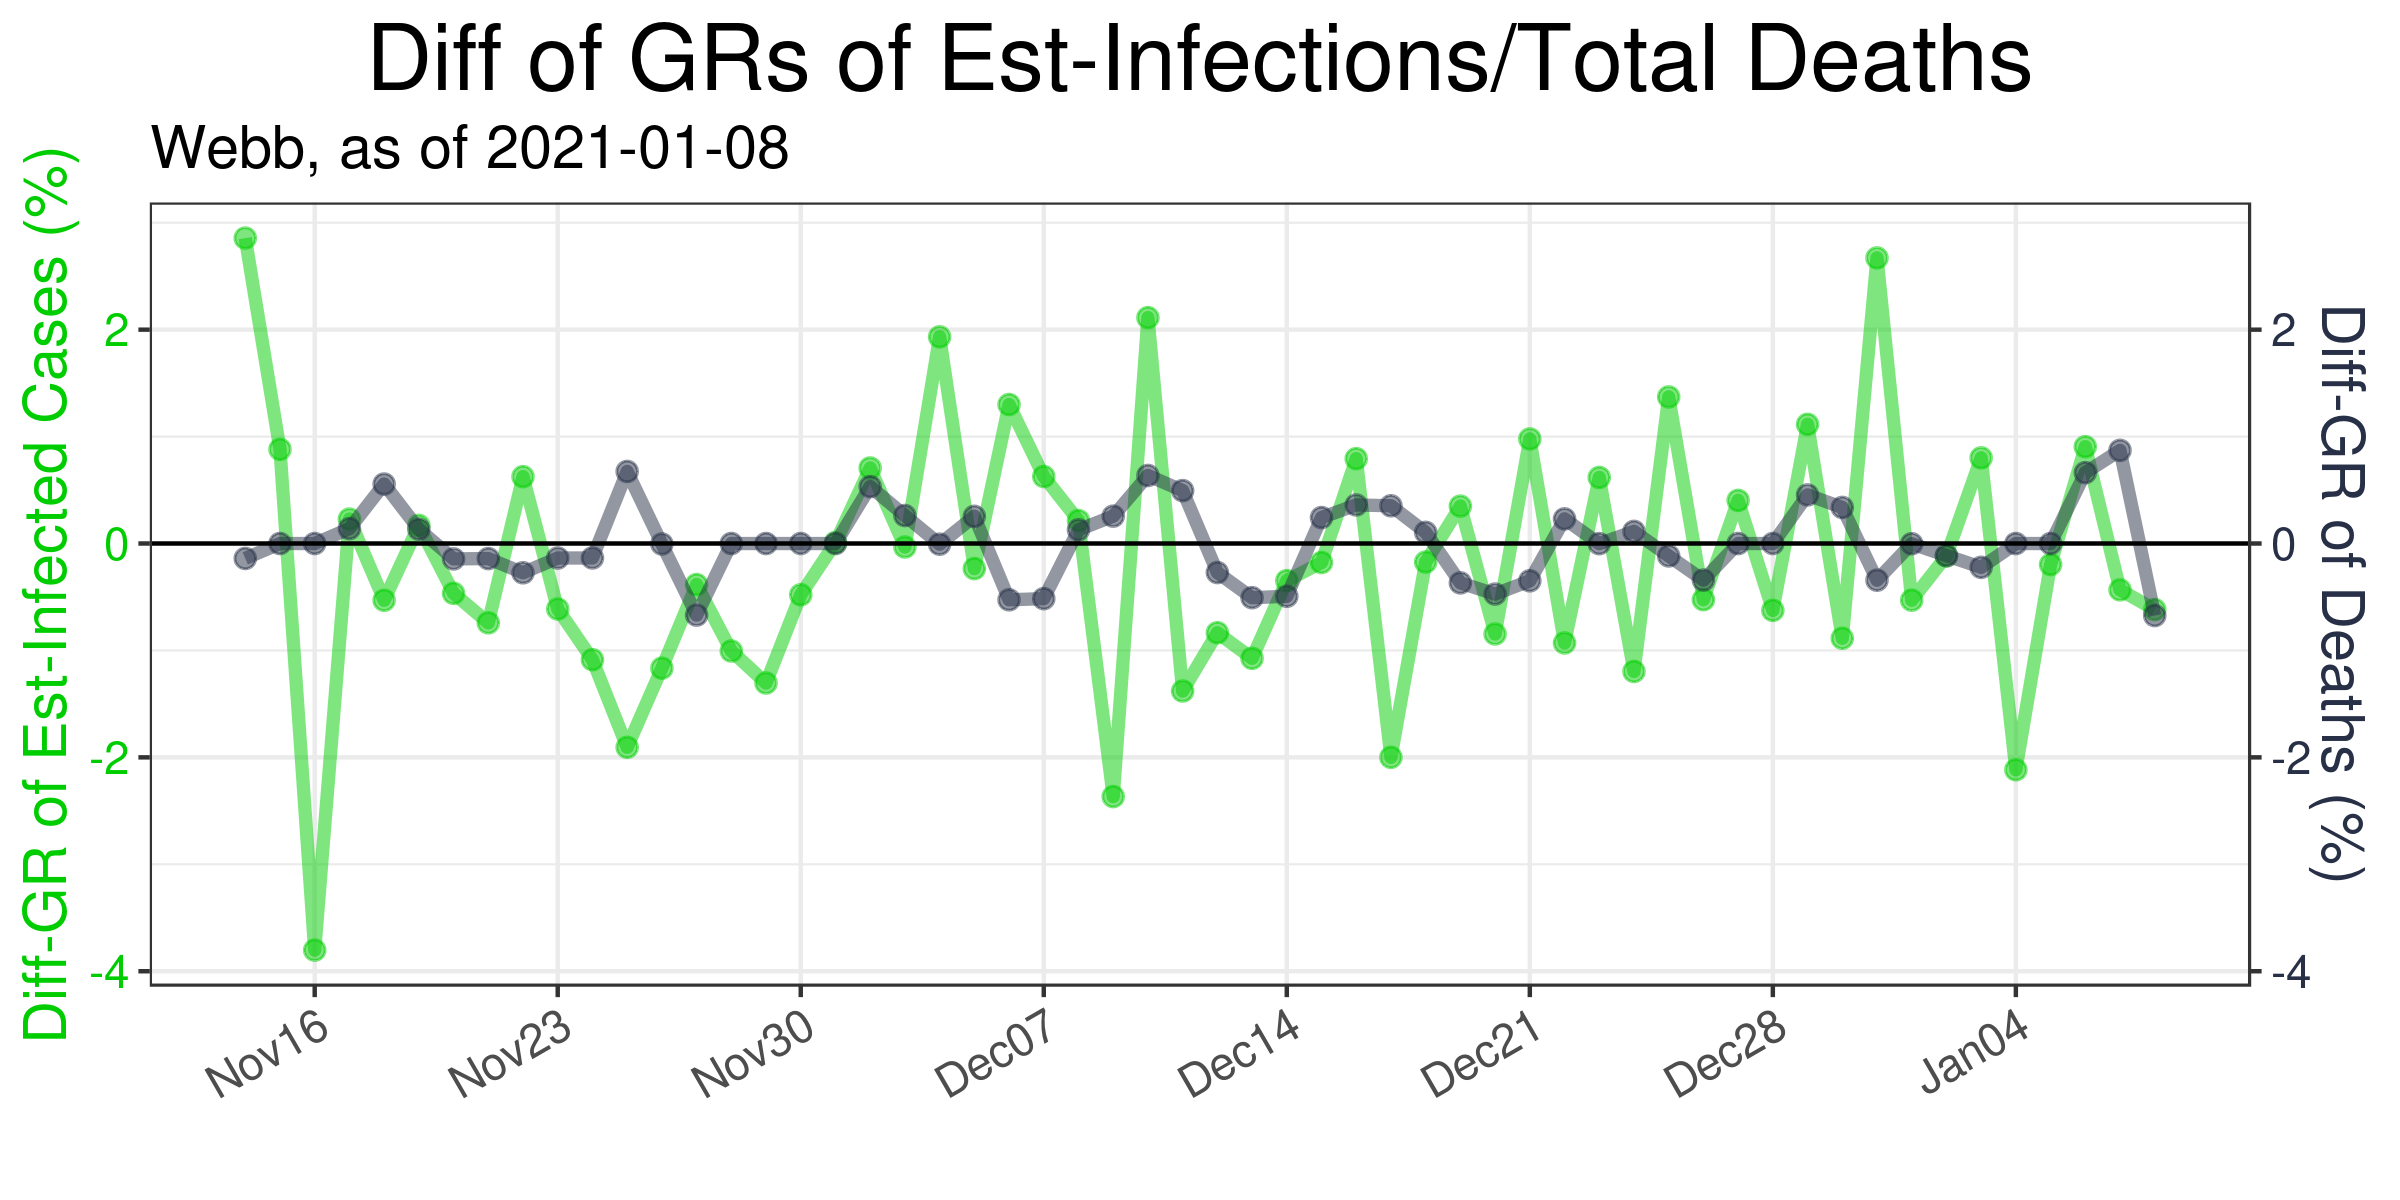 Diff of GRs of Est-Infections/Total Deaths
Webb, as of 2021-01-08
Diff-GR of Est-Infected Cases (%)
2
0
-2
-4
2
0
-2
-4
Diff-GR of Deaths (%)
Nov16
Nov23
Nov30
Dec07
Dec14
Dec21
Dec28
Jan04